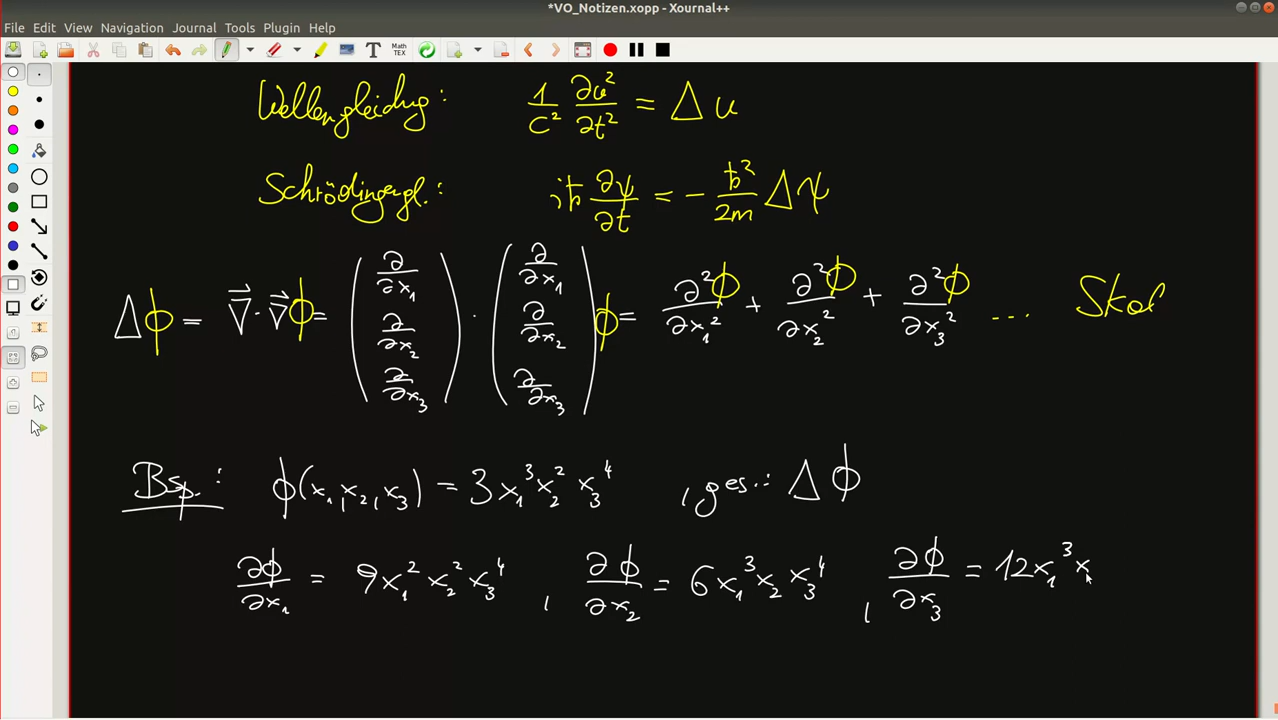 *VO_Notizen.xopp - Xournal++
File Edit View Navigation Journal Tools Plugin Help
Wellengleichung: 1/c² ∂u²/∂t² = Δ u
Schrödingergl.: iħ ∂ψ/∂t = - ħ²/2m Δψ
Δϕ = ∇⃗ · ∇⃗ϕ = (∂/∂x₁ ∂/∂x₂ ∂/∂x₃) · (∂/∂x₁ ∂/∂x₂ ∂/∂x₃) ϕ = ∂²ϕ/∂x₁² + ∂²ϕ/∂x₂² + ∂²ϕ/∂x₃² ... Skal
Bsp.: ϕ(x₁,x₂,x₃) = 3x₁³x₂²x₃⁴ , ges.: Δϕ
∂ϕ/∂x₁ = 9x₁²x₂²x₃⁴ , ∂ϕ/∂x₂ = 6x₁³x₂x₃⁴ , ∂ϕ/∂x₃ = 12x₁³x